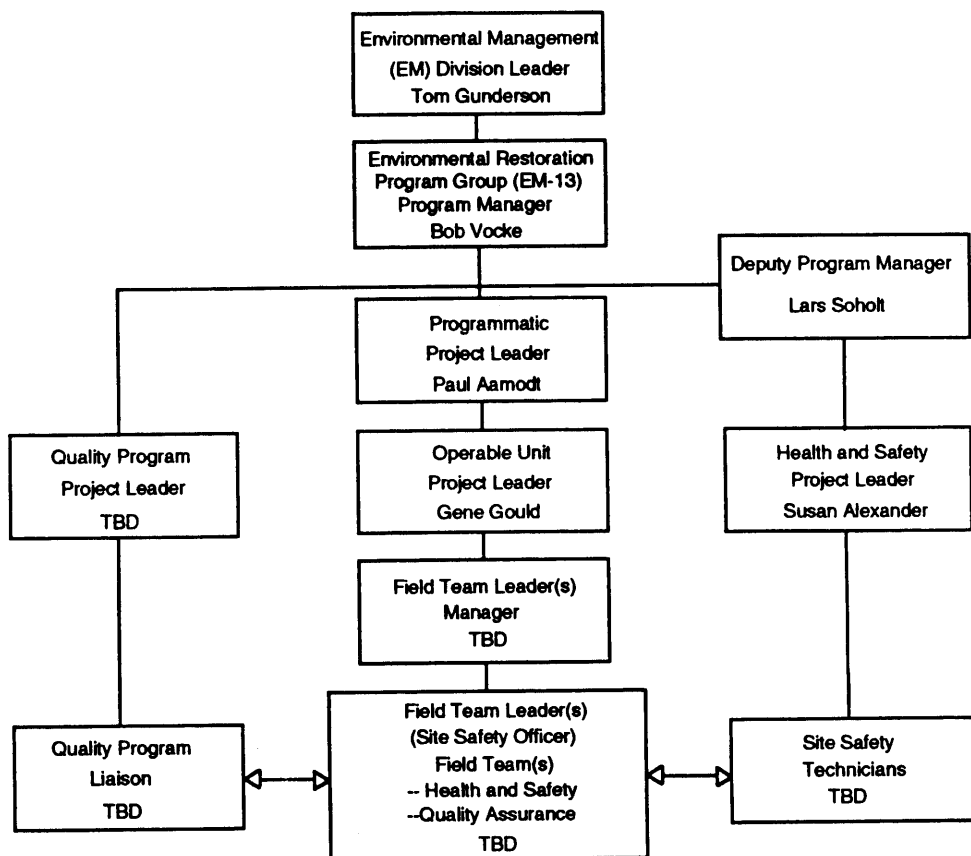 Environmental Management
(EM) Division Leader
Tom Gunderson
Environmental Restoration
Program Group (EM-13)
Program Manager
Bob Vocke
Deputy Program Manager
Lars Soholt
Programmatic
Project Leader
Paul Aamodt
Quality Program
Project Leader
TBD
Operable Unit
Project Leader
Gene Gould
Health and Safety
Project Leader
Susan Alexander
Field Team Leader(s)
Manager
TBD
Quality Program
Liaison
TBD
Field Team Leader(s)
(Site Safety Officer)
Field Team(s)
-- Health and Safety
--Quality Assurance
TBD
Site Safety
Technicians
TBD